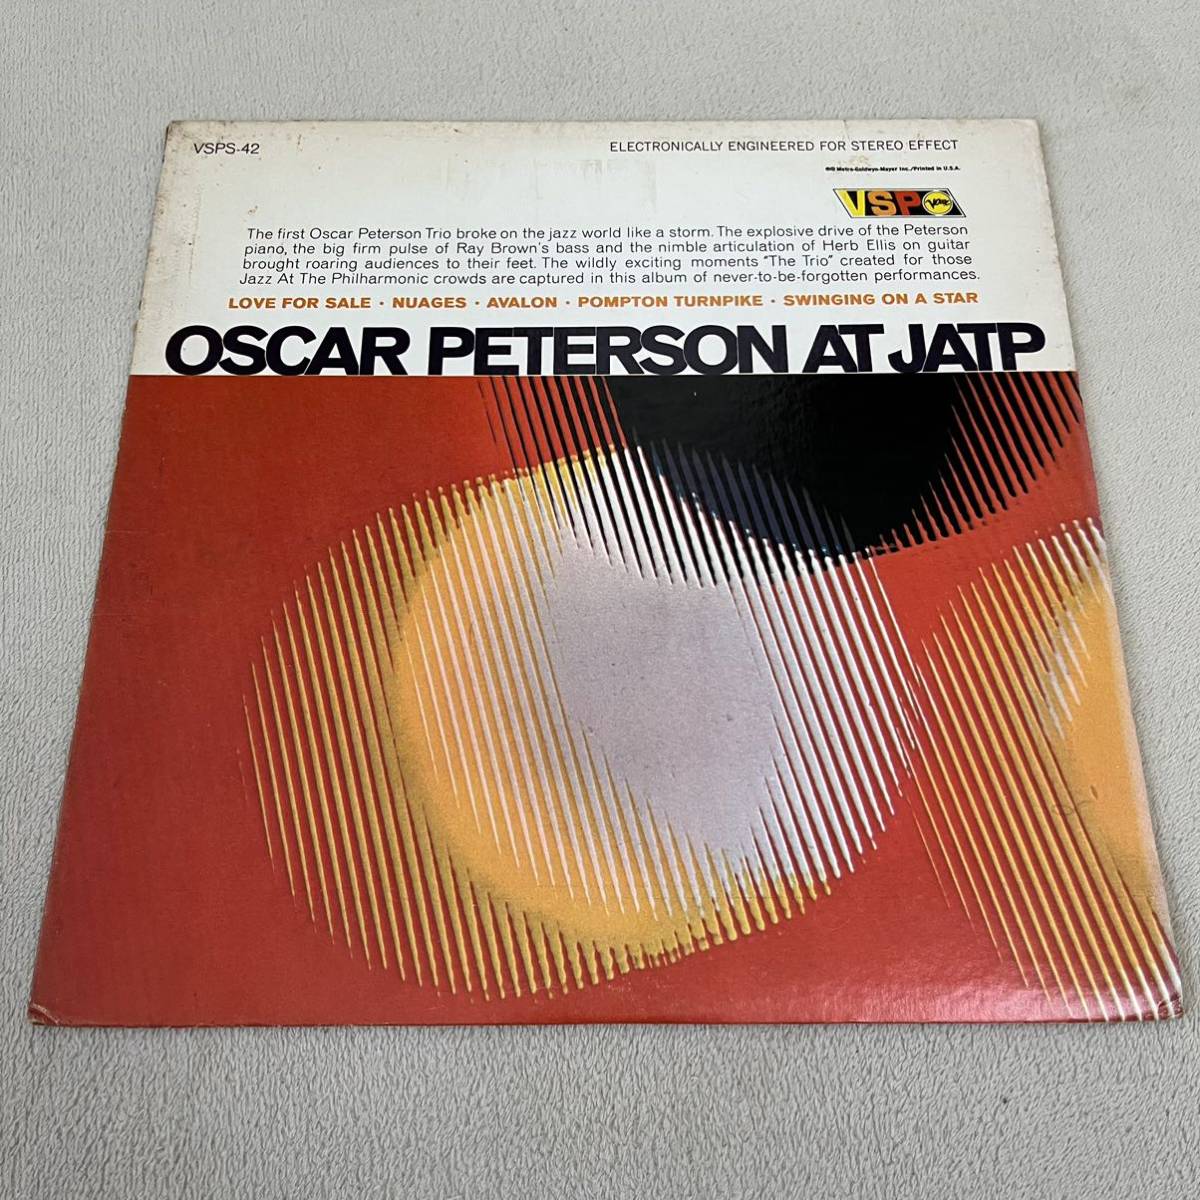 VSPS-42
ELECTRONICALLY ENGINEERED FOR STEREO EFFECT
Metro-Goldwyn-Mayer Inc./Printed in U.S.A.
VSP Verve
The first Oscar Peterson Trio broke on the jazz world like a storm. The explosive drive of the Peterson
piano, the big firm pulse of Ray Brown's bass and the nimble articulation of Herb Ellis on guitar
brought roaring audiences to their feet. The wildly exciting moments "The Trio" created for those
Jazz At The Philharmonic crowds are captured in this album of never-to-be-forgotten performances.
LOVE FOR SALE • NUAGES • AVALON • POMPTON TURNPIKE • SWINGING ON A STAR
OSCAR PETERSON AT JATP